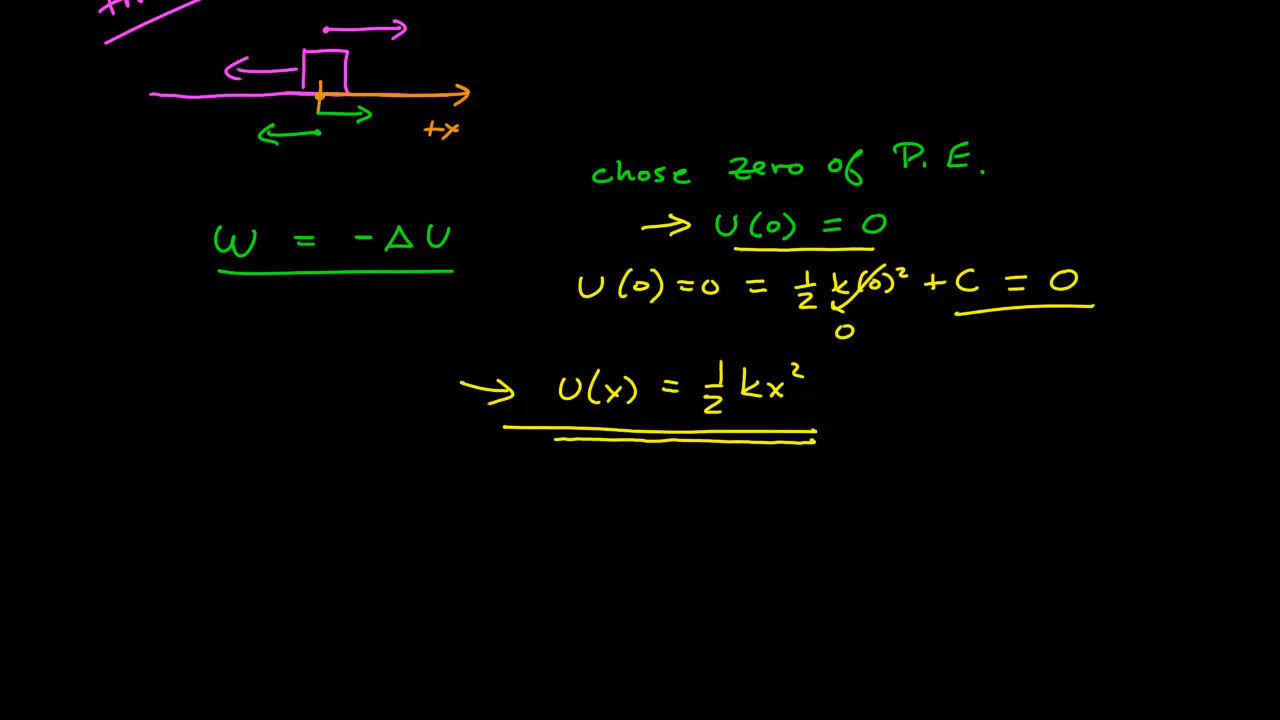 +x
chose zero of P.E.
→ U(0) = 0
W = -ΔU
U(0) = 0 = ½ k(0)² + C = 0
0
→ U(x) = ½ kx²